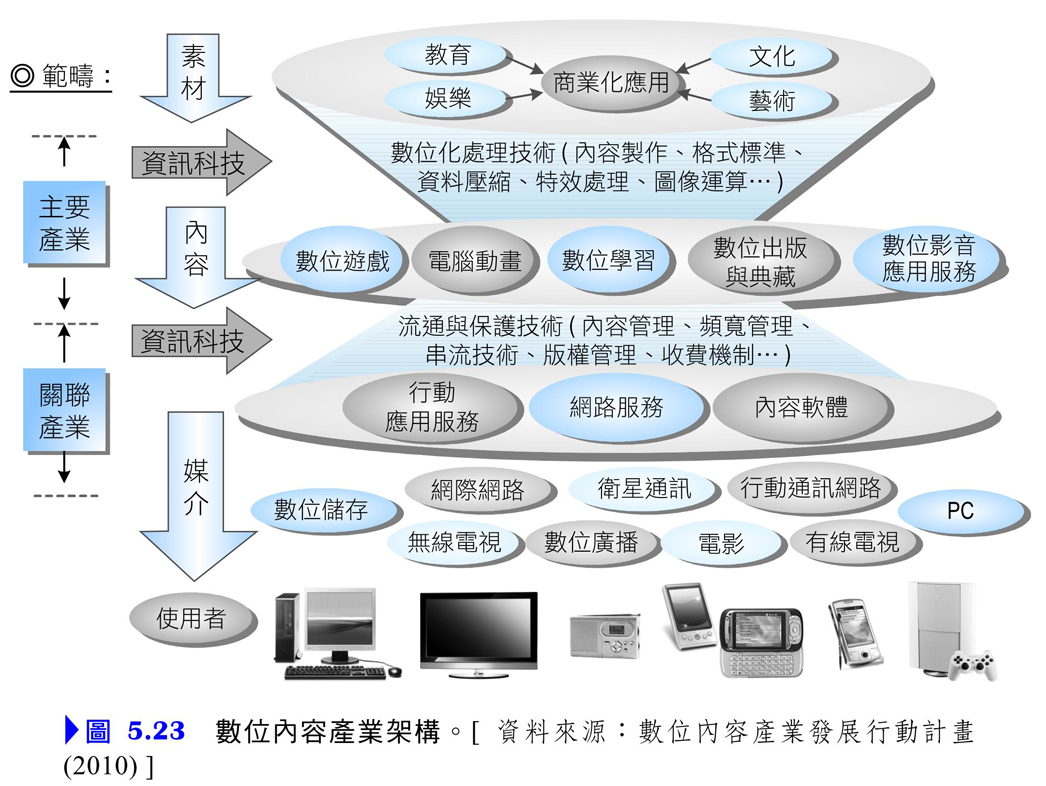 ◎ 範疇：
素
材
教育
文化
商業化應用
娛樂
藝術
資訊科技
數位化處理技術 ( 內容製作、格式標準、
資料壓縮、特效處理、圖像運算… )
主要
產業
內
容
數位遊戲
電腦動畫
數位學習
數位出版
與典藏
數位影音
應用服務
資訊科技
流通與保護技術 ( 內容管理、頻寬管理、
串流技術、版權管理、收費機制… )
關聯
產業
行動
應用服務
網路服務
內容軟體
媒
介
數位儲存
網際網路
衛星通訊
行動通訊網路
PC
無線電視
數位廣播
電影
有線電視
使用者
圖 5.23 數位內容產業架構。[ 資料來源：數位內容產業發展行動計畫
(2010) ]